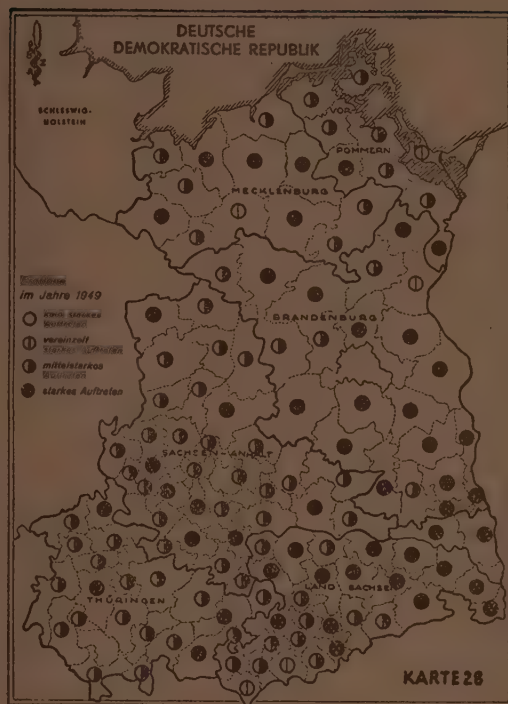 DEUTSCHE
DEMOKRATISCHE REPUBLIK
SCHLESWIG-
HOLSTEIN
VOR-
POMMERN
MECKLENBURG
im Jahre 1949
vereinzelt
mittelstarkes
starkes Auftreten
BRANDENBURG
SACHSEN-ANHALT
THÜRINGEN
LAND SACHSEN
KARTE 28